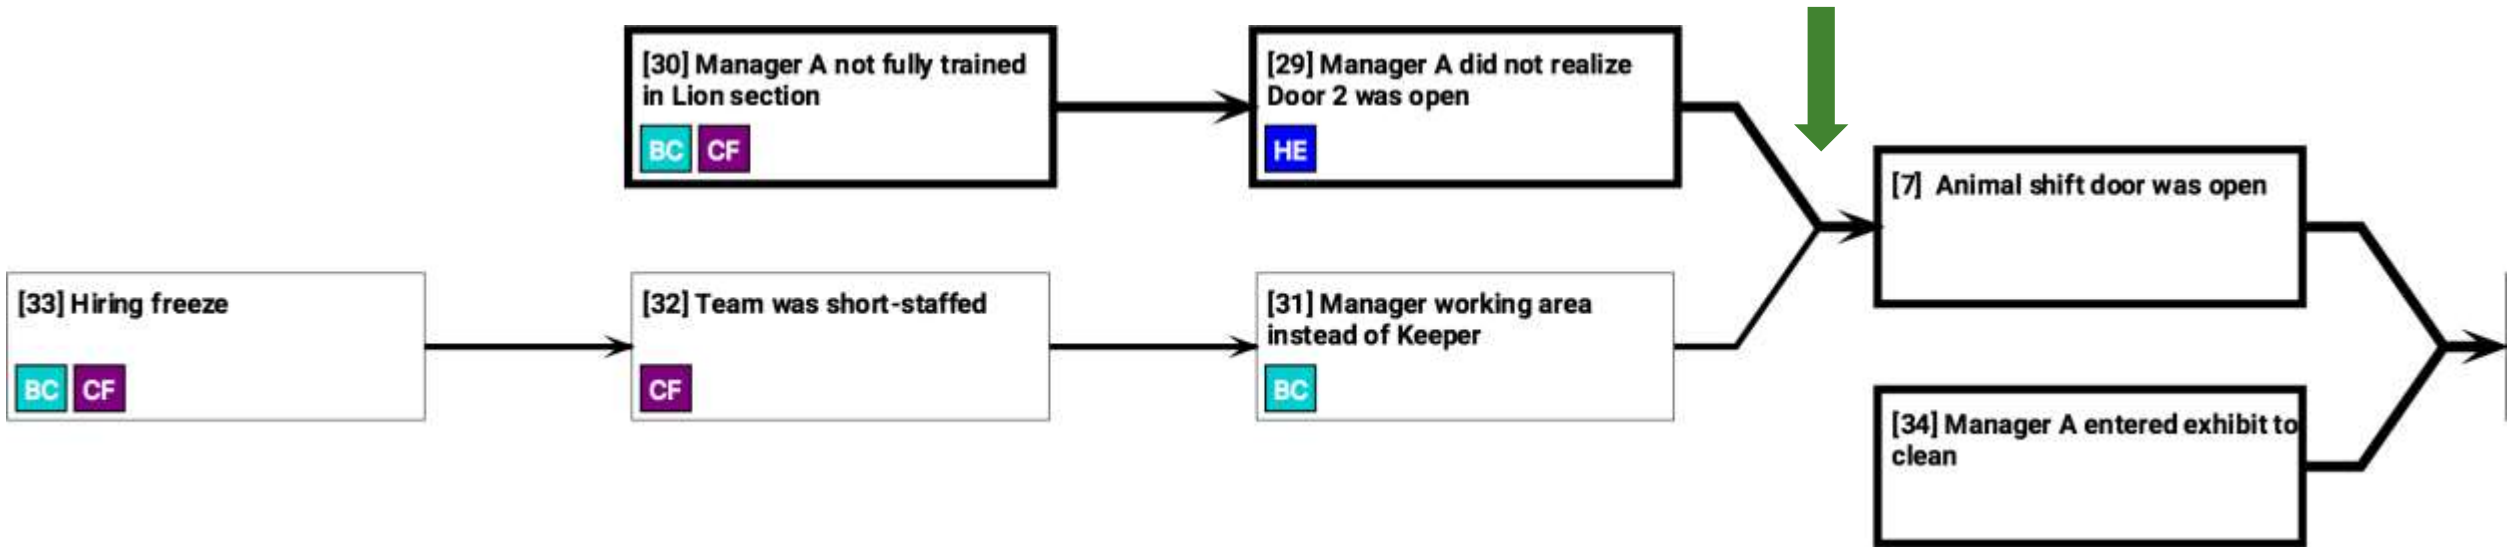 [30] Manager A not fully trained
in Lion section
BC CF
[29] Manager A did not realize
Door 2 was open
HE
[7] Animal shift door was open
[33] Hiring freeze
BC CF
[32] Team was short-staffed
CF
[31] Manager working area
instead of Keeper
BC
[34] Manager A entered exhibit to
clean